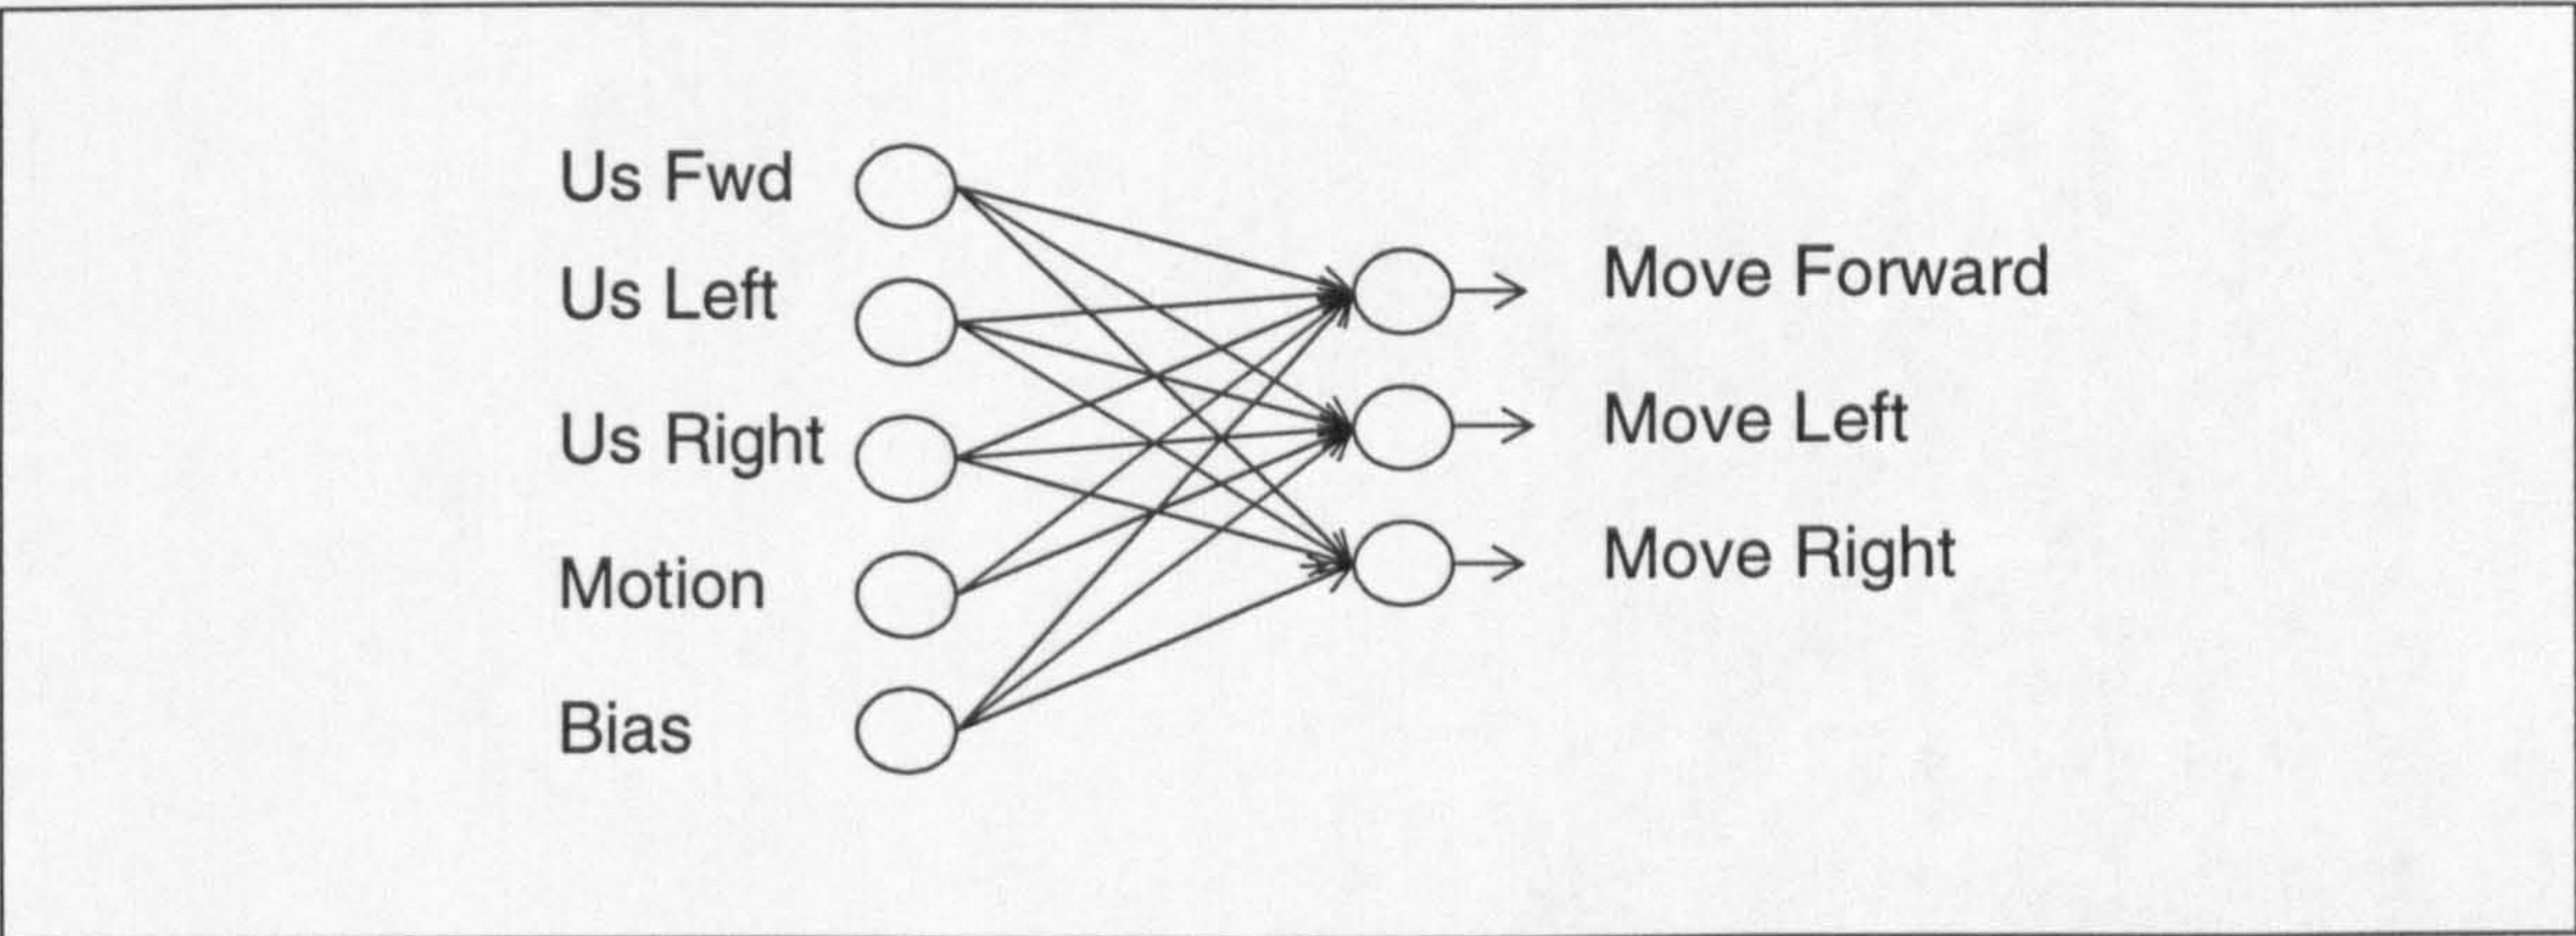 Us Fwd
Us Left
Us Right
Motion
Bias
Move Forward
Move Left
Move Right